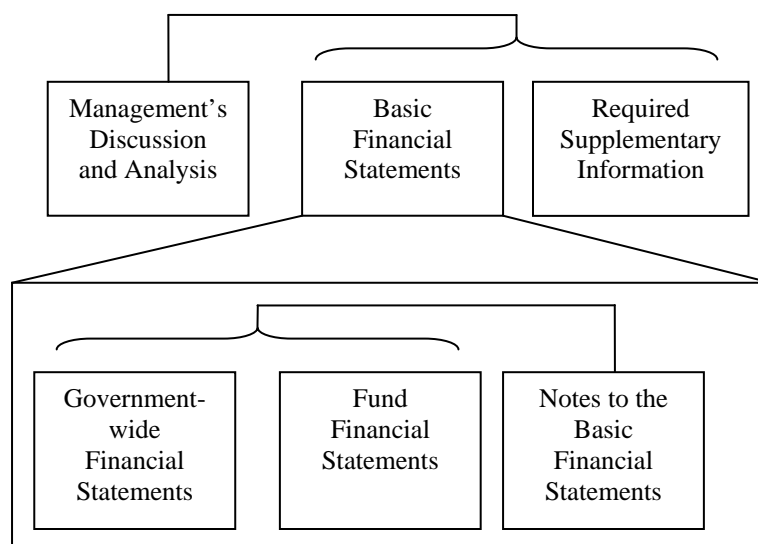 Management’s
Discussion
and Analysis
Basic
Financial
Statements
Required
Supplementary
Information
Government-
wide
Financial
Statements
Fund
Financial
Statements
Notes to the
Basic
Financial
Statements